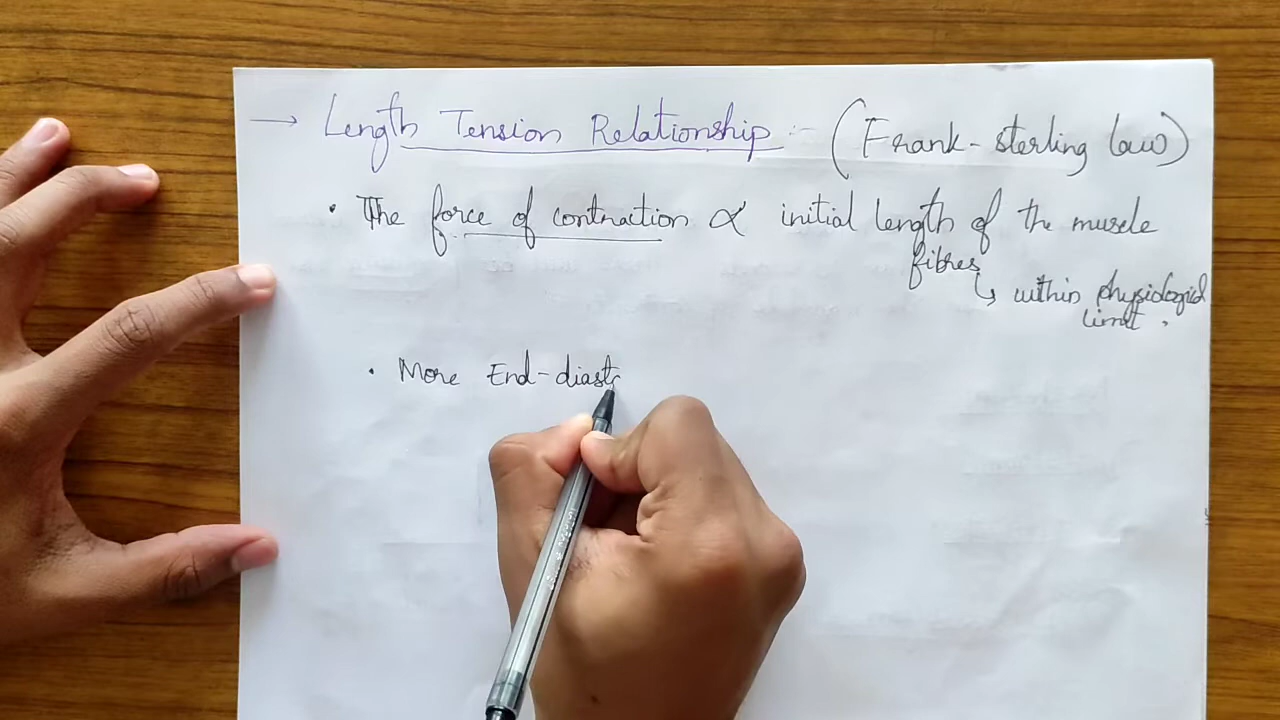 → Length Tension Relationship :- (Frank-sterling law)
• The force of contraction ∝ initial length of the muscle
fibres
↳ within physiological
limit.
• More End-diast